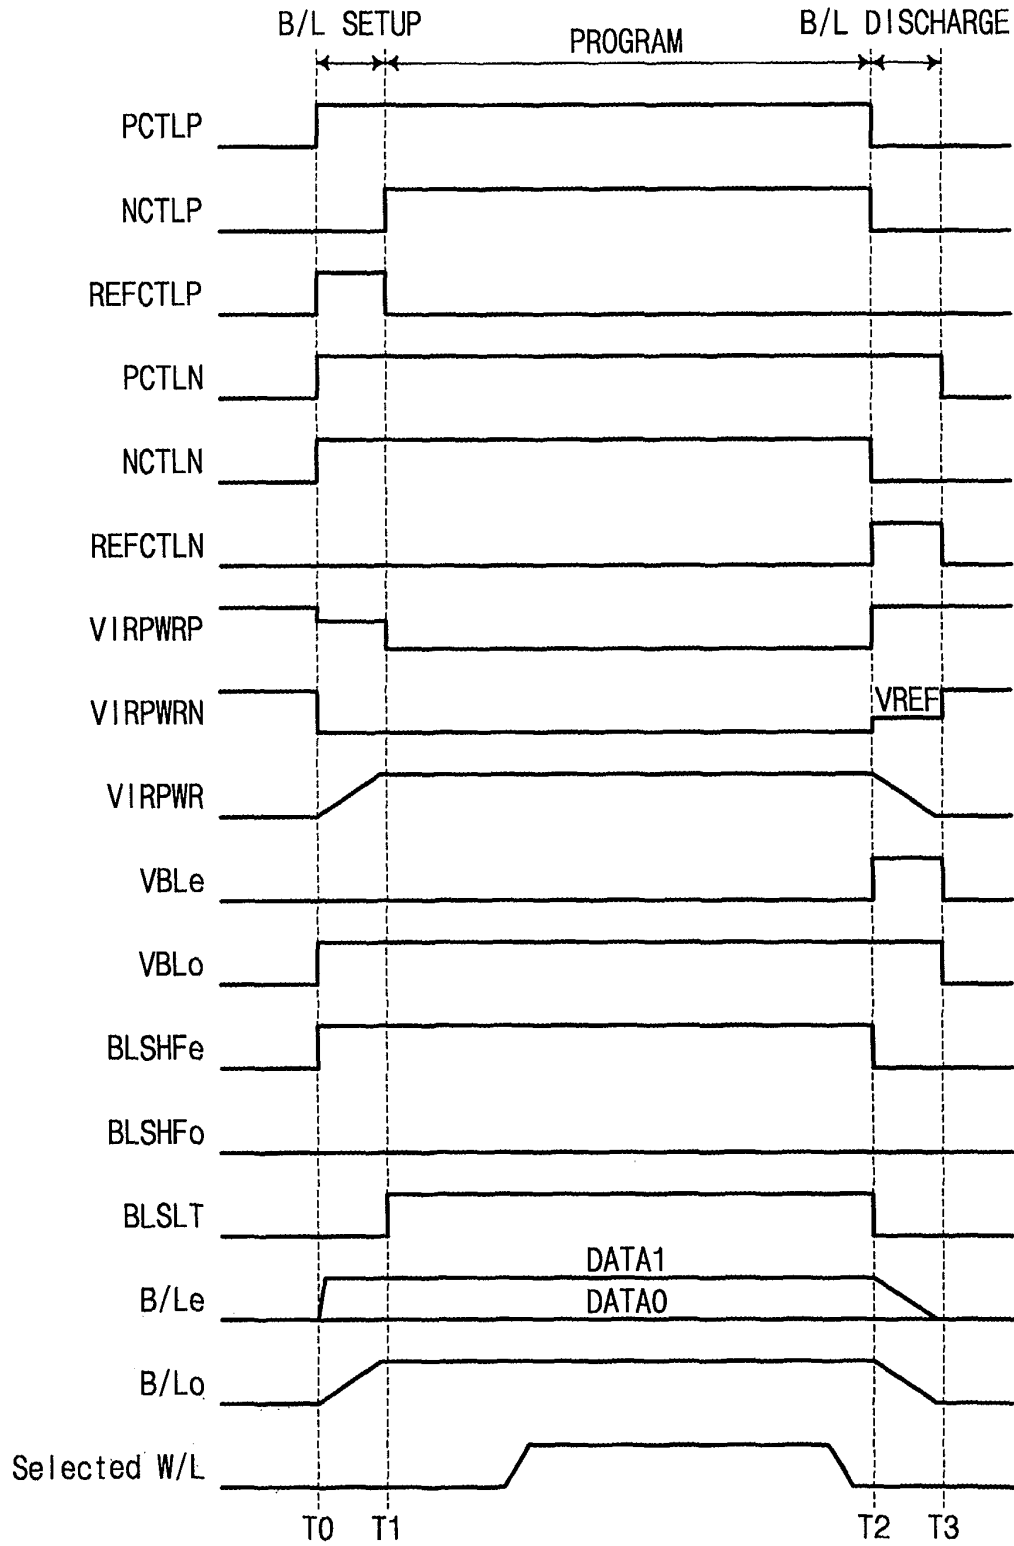 B/L SETUP
PROGRAM
B/L DISCHARGE
PCTLP
NCTLP
REFCTLP
PCTLN
NCTLN
REFCTLN
VIRPWRP
VIRPWRN
VREF
VIRPWR
VBLe
VBLo
BLSHFe
BLSHFo
BLSLT
DATA1
B/Le
DATA0
B/Lo
Selected W/L
T0 T1 T2 T3